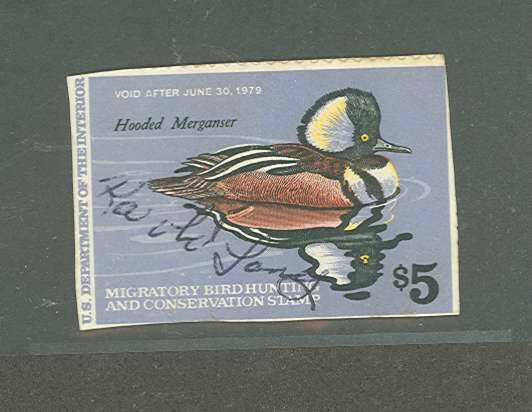 U.S. DEPARTMENT OF THE INTERIOR
VOID AFTER JUNE 30, 1979
Hooded Merganser
$5
MIGRATORY BIRD HUNTING
AND CONSERVATION STAMP